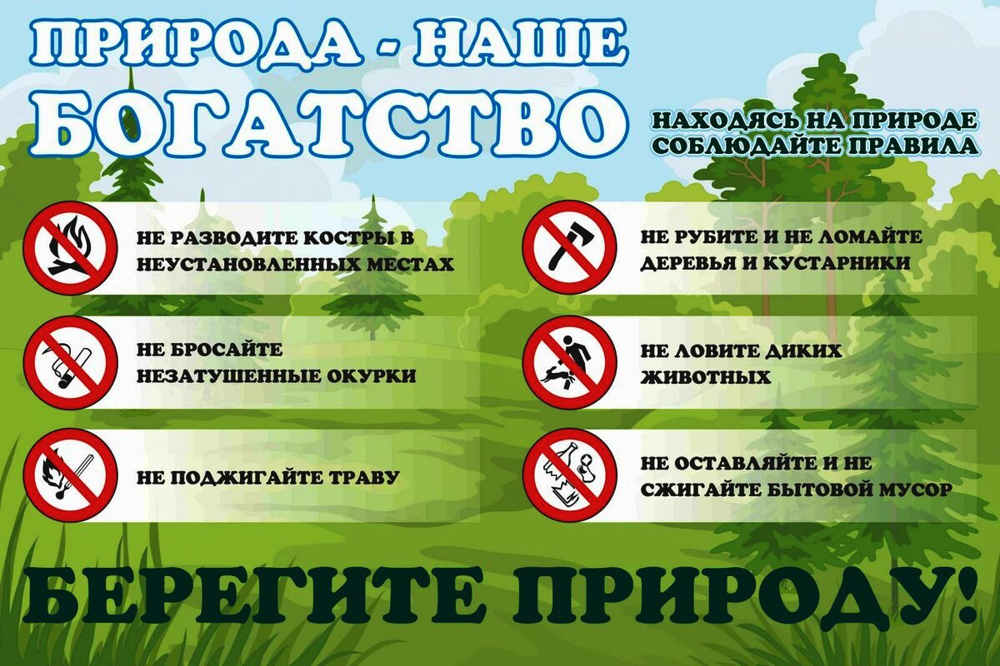 ПРИРОДА - НАШЕ
БОГАТСТВО
НАХОДЯСЬ НА ПРИРОДЕ
СОБЛЮДАЙТЕ ПРАВИЛА
НЕ РАЗВОДИТЕ КОСТРЫ В
НЕУСТАНОВЛЕННЫХ МЕСТАХ
НЕ БРОСАЙТЕ
НЕЗАТУШЕННЫЕ ОКУРКИ
НЕ ПОДЖИГАЙТЕ ТРАВУ
НЕ РУБИТЕ И НЕ ЛОМАЙТЕ
ДЕРЕВЬЯ И КУСТАРНИКИ
НЕ ЛОВИТЕ ДИКИХ
ЖИВОТНЫХ
НЕ ОСТАВЛЯЙТЕ И НЕ
СЖИГАЙТЕ БЫТОВОЙ МУСОР
БЕРЕГИТЕ ПРИРОДУ!